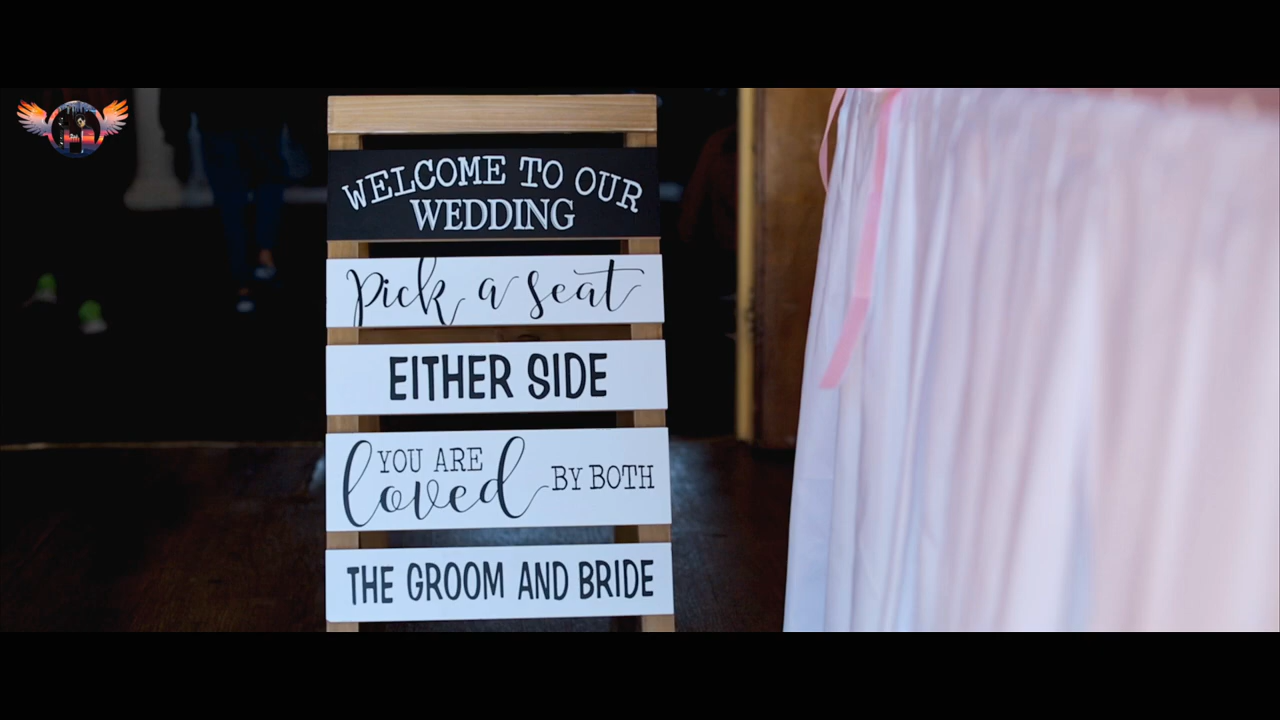 WELCOME TO OUR
WEDDING
pick a seat
EITHER SIDE
YOU ARE
loved BY BOTH
THE GROOM AND BRIDE